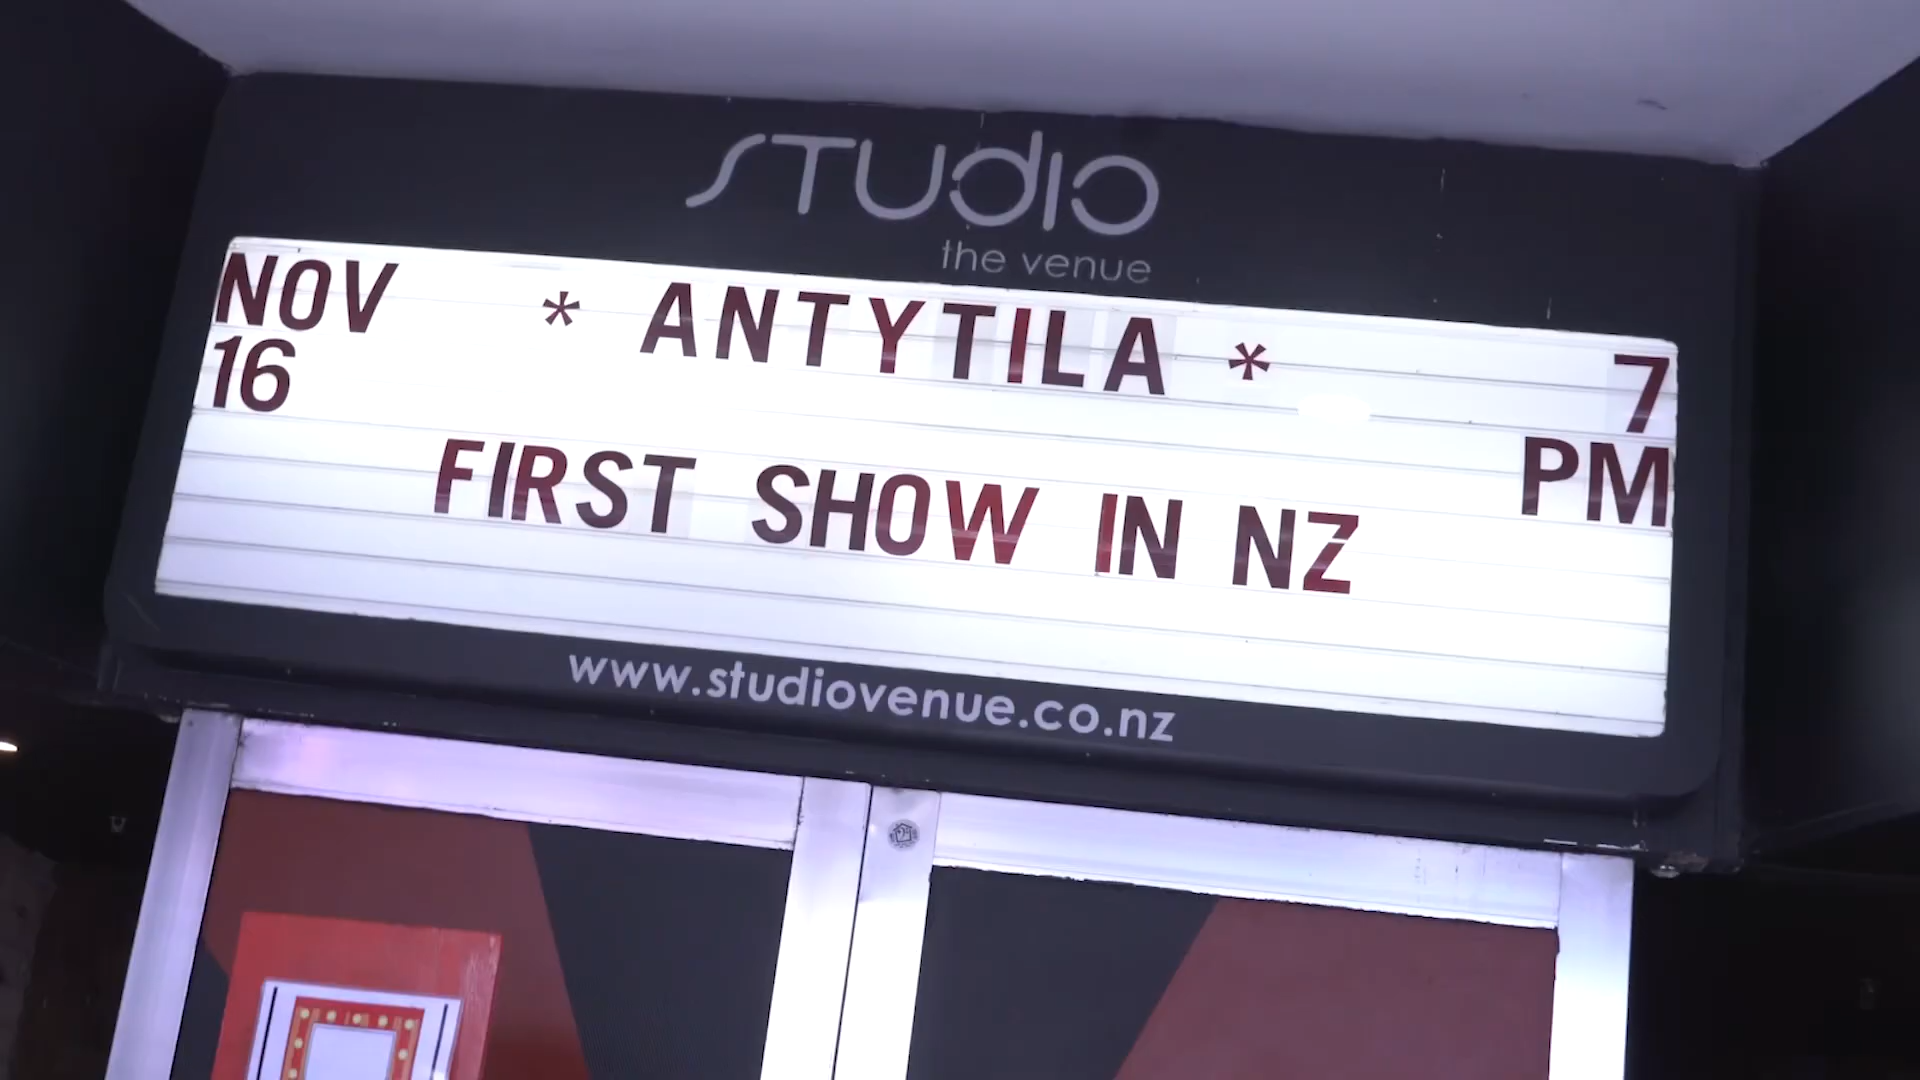 STUDIO
the venue
NOV * ANTYTILA * 7
16 PM
FIRST SHOW IN NZ
www.studiovenue.co.nz